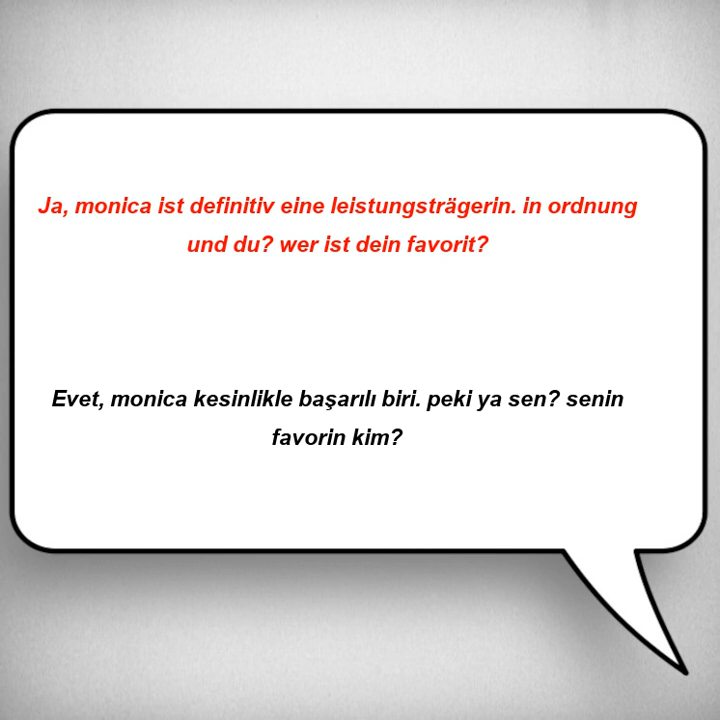 Ja, monica ist definitiv eine leistungsträgerin. in ordnung
und du? wer ist dein favorit?
Evet, monica kesinlikle başarılı biri. peki ya sen? senin
favorin kim?